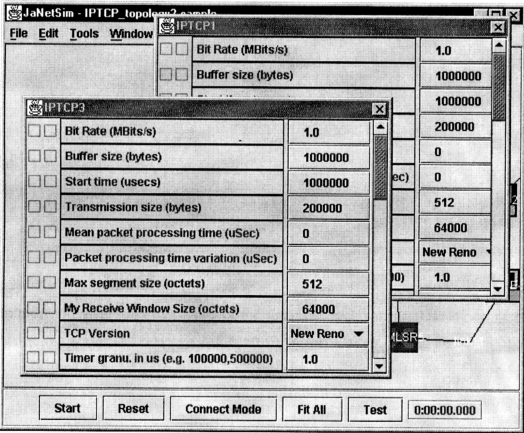 JaNetSim - IPTCP_topology2.sample
File Edit Tools Window
IPTCP1
Bit Rate (MBits/s) 1.0
Buffer size (bytes) 1000000
1000000
200000
0
ec) 0
512
64000
New Reno
00) 1.0
IPTCP3
Bit Rate (MBits/s) 1.0
Buffer size (bytes) 1000000
Start time (usecs) 1000000
Transmission size (bytes) 200000
Mean packet processing time (uSec) 0
Packet processing time variation (uSec) 0
Max segment size (octets) 512
My Receive Window Size (octets) 64000
TCP Version New Reno
Timer granu. in us (e.g. 100000,500000) 1.0
MLSR
Start Reset Connect Mode Fit All Test 0:00:00.000